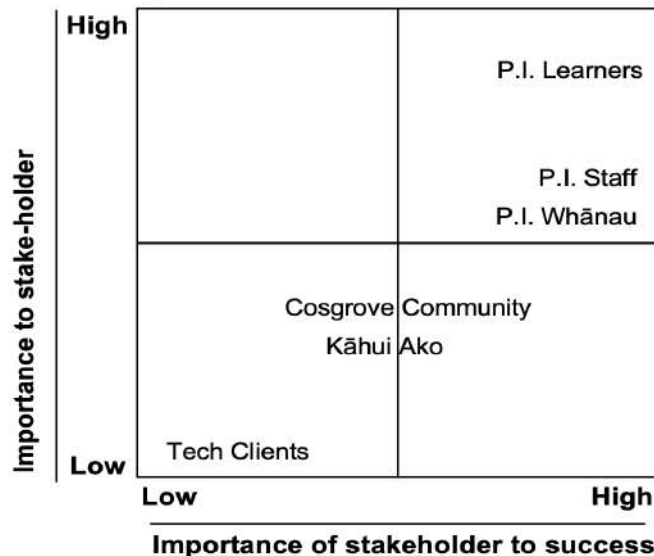 High
P.I. Learners
P.I. Staff
P.I. Whānau
Importance to stake-holder
Cosgrove Community
Kāhui Ako
Tech Clients
Low
Low High
Importance of stakeholder to success